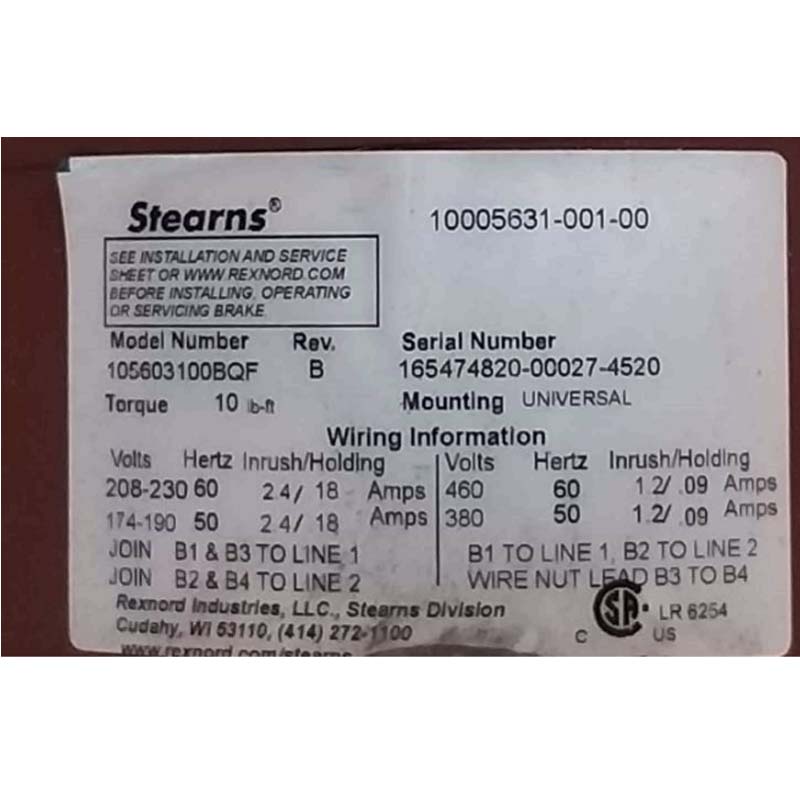 Stearns®
10005631-001-00
SEE INSTALLATION AND SERVICE
SHEET OR WWW.REXNORD.COM
BEFORE INSTALLING, OPERATING
OR SERVICING BRAKE.
Model Number Rev. Serial Number
105603100BQF B 165474820-00027-4520
Torque 10 lb-ft Mounting UNIVERSAL
Wiring Information
Volts Hertz Inrush/Holding Volts Hertz Inrush/Holding
208-230 60 2.4/ .18 Amps 460 60 1.2/ .09 Amps
174-190 50 2.4/ .18 Amps 380 50 1.2/ .09 Amps
JOIN B1 & B3 TO LINE 1 B1 TO LINE 1, B2 TO LINE 2
JOIN B2 & B4 TO LINE 2 WIRE NUT LEAD B3 TO B4
Rexnord Industries, LLC., Stearns Division
Cudahy, WI 53110, (414) 272-1100
www.rexnord.com/stearns
C SA® LR 6254
US